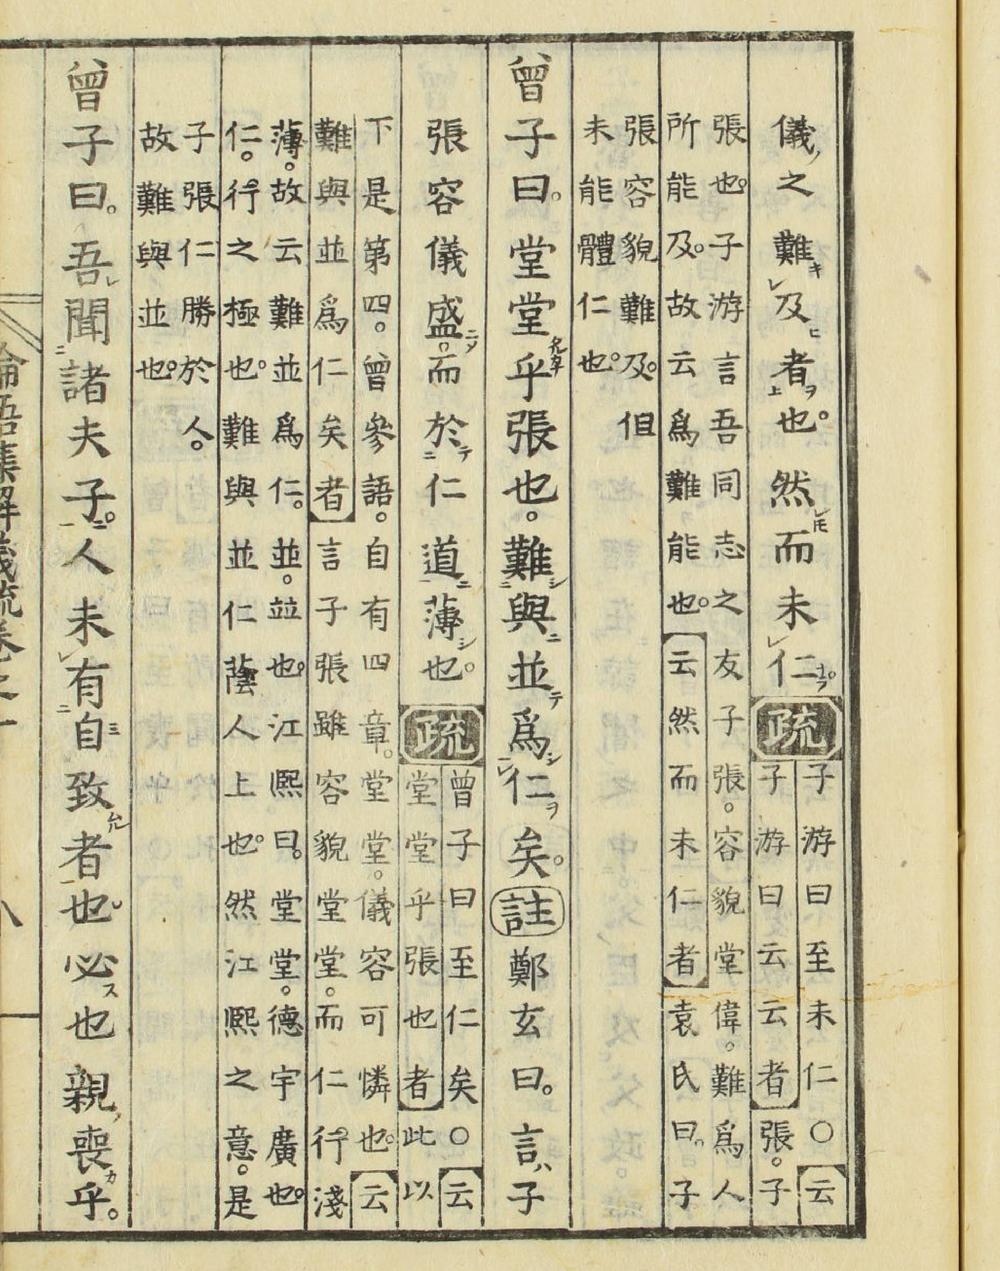 儀之難及者也。然而未仁。疏
子游曰至未仁○云
子游曰云云者張。子
張也。子游言吾同志之友子張。容貌堂偉。難爲人
所能及。故云爲難能也。云然而未仁者袁氏曰。子
張容貌難及。但
未能體仁也。
曾子曰。堂堂乎張也。難與並爲仁矣。註鄭玄曰。言子
張容儀盛。而於仁道薄也。疏
曾子曰至仁矣○云
堂堂乎張也者此以
下是第四。曾參語。自有四章。堂堂。儀容可憐也。云
難與並爲仁矣者言子張雖容貌堂堂。而仁行淺
薄。故云難並爲仁。並。竝也。江熙曰。堂堂。德宇廣也。
仁。行之極也。難與並仁蔭人上也。然江熙之意。是
子張仁勝於人。
故難與並也。
曾子曰。吾聞諸夫子。人未有自致者也必也親喪乎。
論語集解義疏卷之十
八